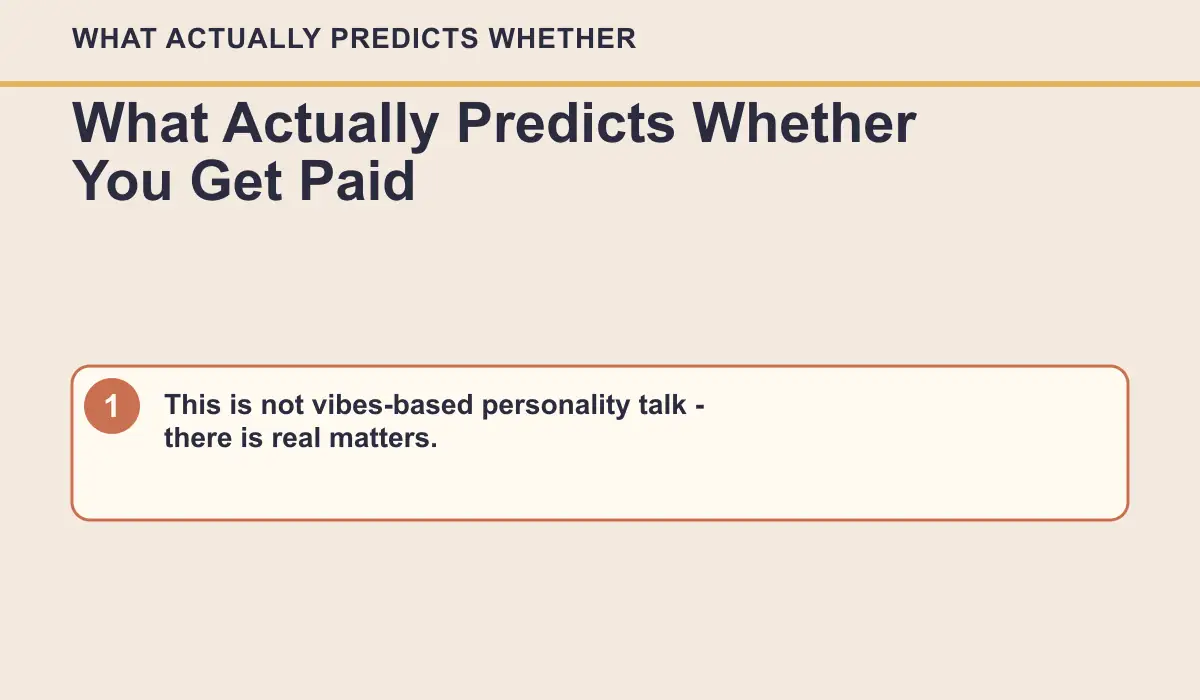 WHAT ACTUALLY PREDICTS WHETHER
What Actually Predicts Whether
You Get Paid
1
This is not vibes-based personality talk -
there is real matters.